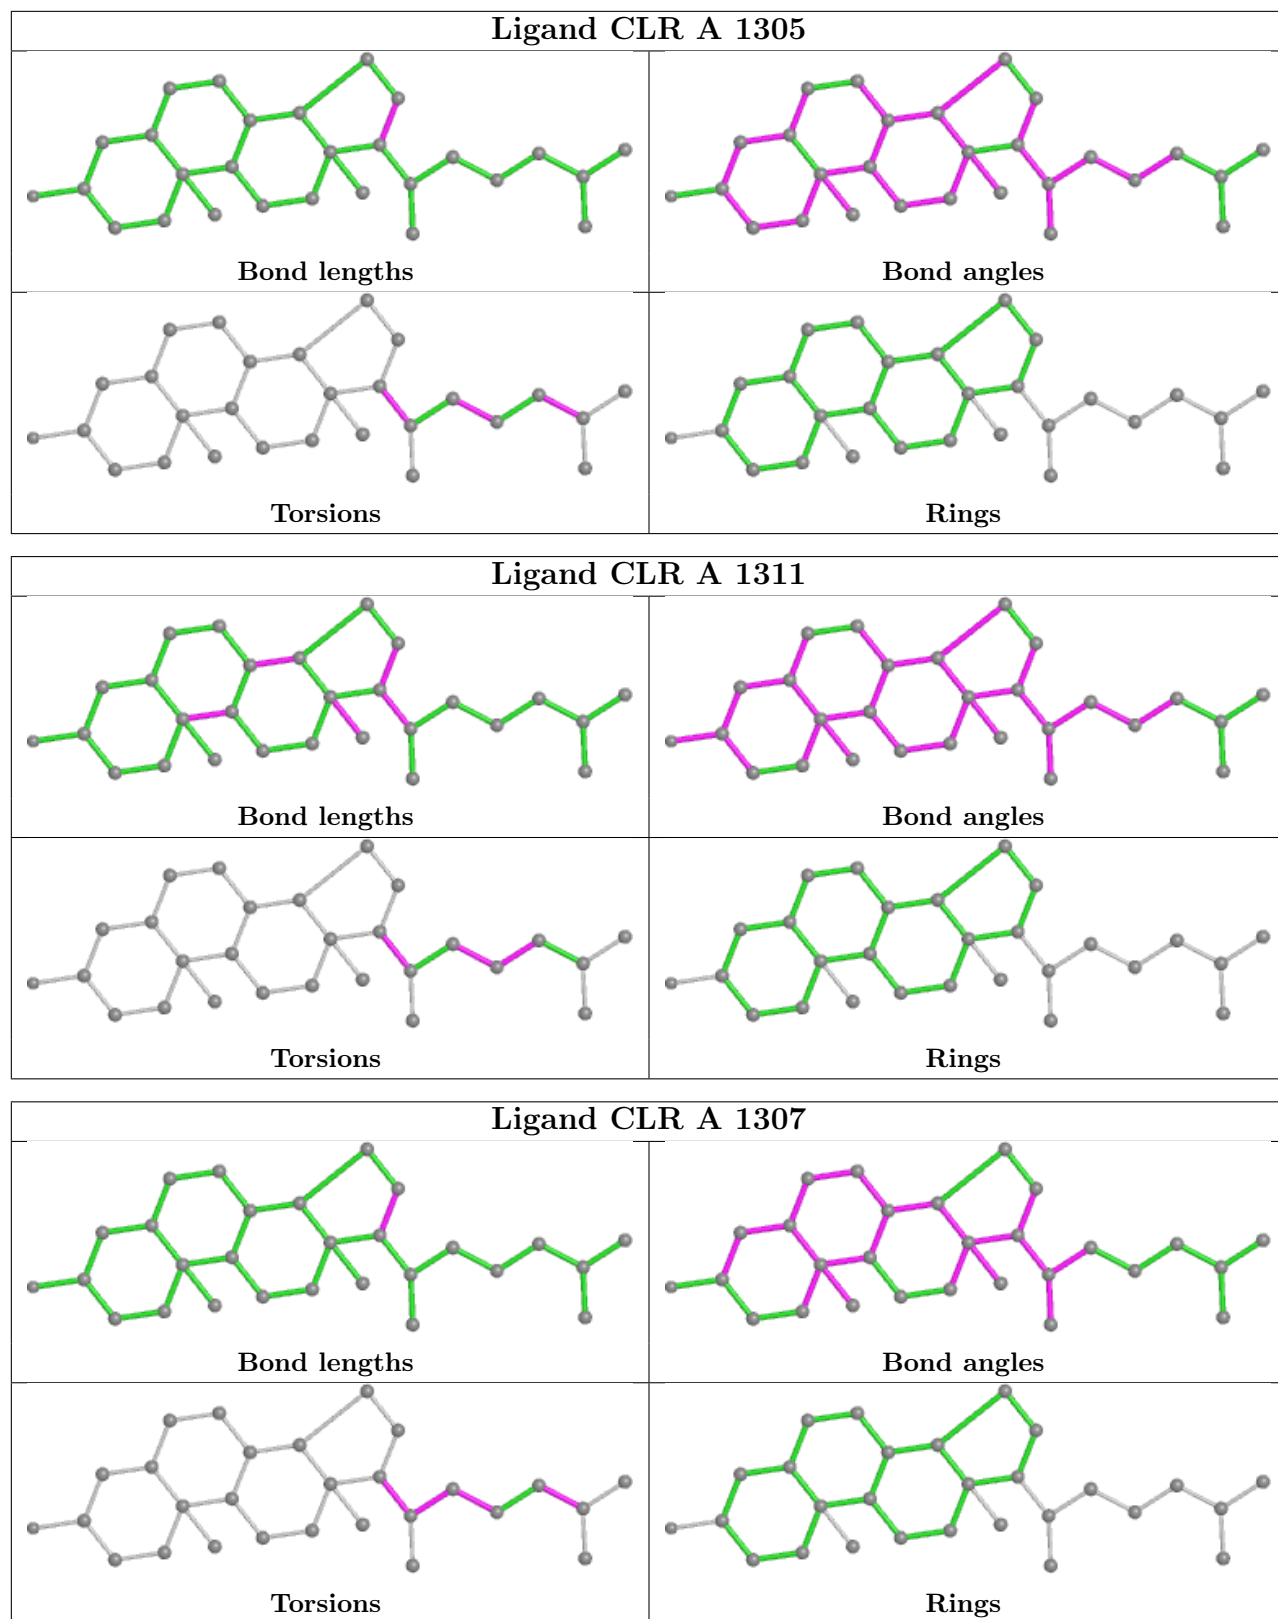 Ligand CLR A 1305
Bond lengths
Bond angles
Torsions
Rings
Ligand CLR A 1311
Bond lengths
Bond angles
Torsions
Rings
Ligand CLR A 1307
Bond lengths
Bond angles
Torsions
Rings